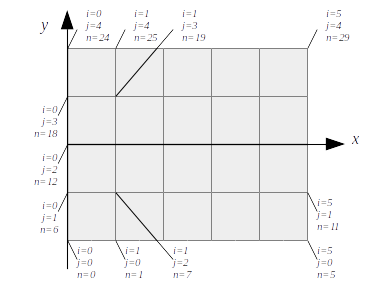 y
i=0
j=4
n=24
i=1
j=4
n=25
i=1
j=3
n=19
i=5
j=4
n=29
i=0
j=3
n=18
x
i=0
j=2
n=12
i=0
j=1
n=6
i=5
j=1
n=11
i=0
j=0
n=0
i=1
j=0
n=1
i=1
j=2
n=7
i=5
j=0
n=5